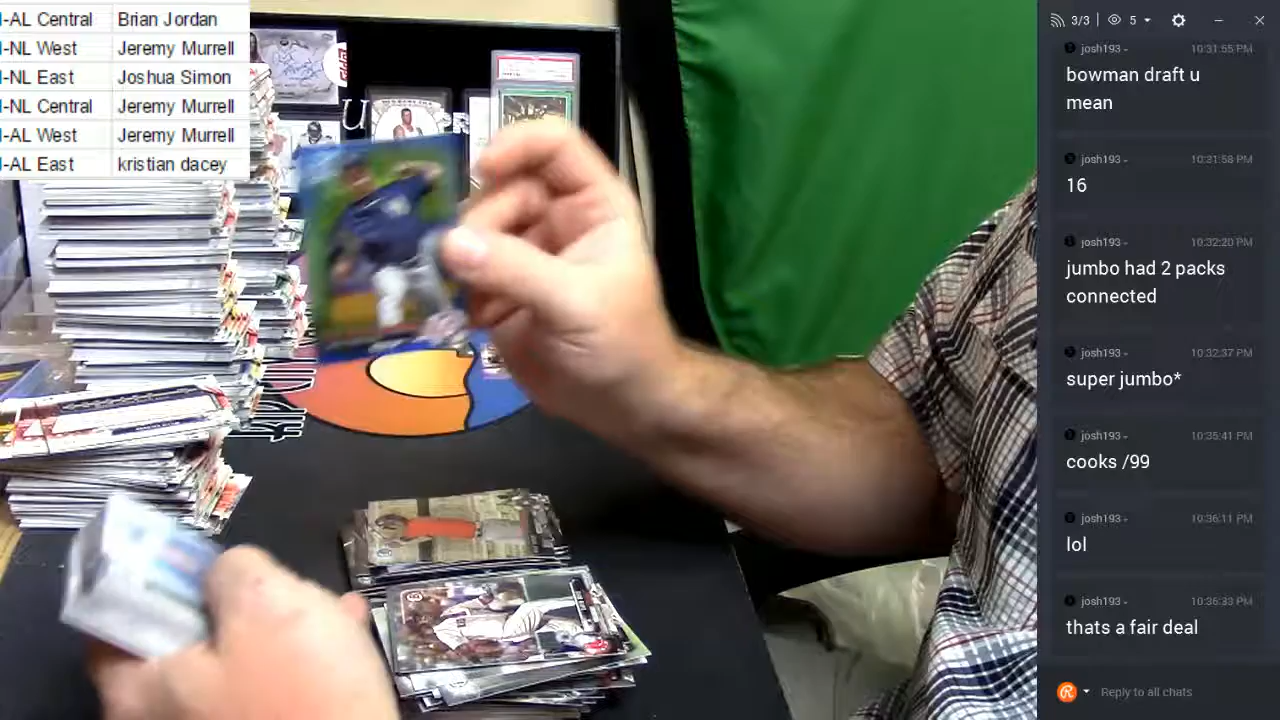 I-AL Central Brian Jordan
I-NL West Jeremy Murrell
I-NL East Joshua Simon
I-NL Central Jeremy Murrell
I-AL West Jeremy Murrell
I-AL East kristian dacey
3/3 5
josh193 10:31:55 PM
bowman draft u
mean
josh193 10:31:58 PM
16
josh193 10:32:20 PM
jumbo had 2 packs
connected
josh193 10:32:37 PM
super jumbo*
josh193 10:35:41 PM
cooks /99
josh193 10:36:11 PM
lol
josh193 10:36:33 PM
thats a fair deal
Reply to all chats